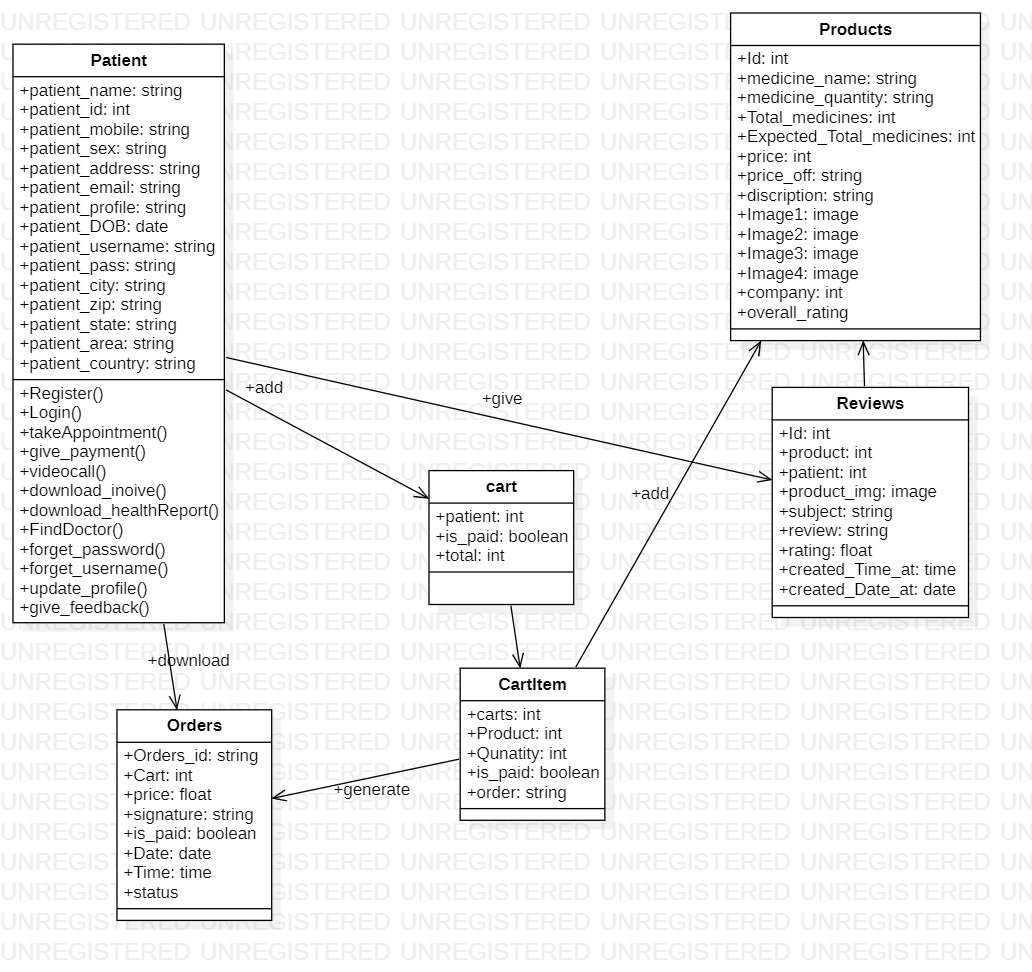 Patient
+patient_name: string
+patient_id: int
+patient_mobile: string
+patient_sex: string
+patient_address: string
+patient_email: string
+patient_profile: string
+patient_DOB: date
+patient_username: string
+patient_pass: string
+patient_city: string
+patient_zip: string
+patient_state: string
+patient_area: string
+patient_country: string
+Register()
+Login()
+takeAppointment()
+give_payment()
+videocall()
+download_inoive()
+download_healthReport()
+FindDoctor()
+forget_password()
+forget_username()
+update_profile()
+give_feedback()
Products
+Id: int
+medicine_name: string
+medicine_quantity: string
+Total_medicines: int
+Expected_Total_medicines: int
+price: int
+price_off: string
+discription: string
+Image1: image
+Image2: image
+Image3: image
+Image4: image
+company: int
+overall_rating
+add
+give
+add
cart
+patient: int
+is_paid: boolean
+total: int
Reviews
+Id: int
+product: int
+patient: int
+product_img: image
+subject: string
+review: string
+rating: float
+created_Time_at: time
+created_Date_at: date
+download
Orders
+Orders_id: string
+Cart: int
+price: float
+signature: string
+is_paid: boolean
+Date: date
+Time: time
+status
+generate
CartItem
+carts: int
+Product: int
+Qunatity: int
+is_paid: boolean
+order: string
UNREGISTERED